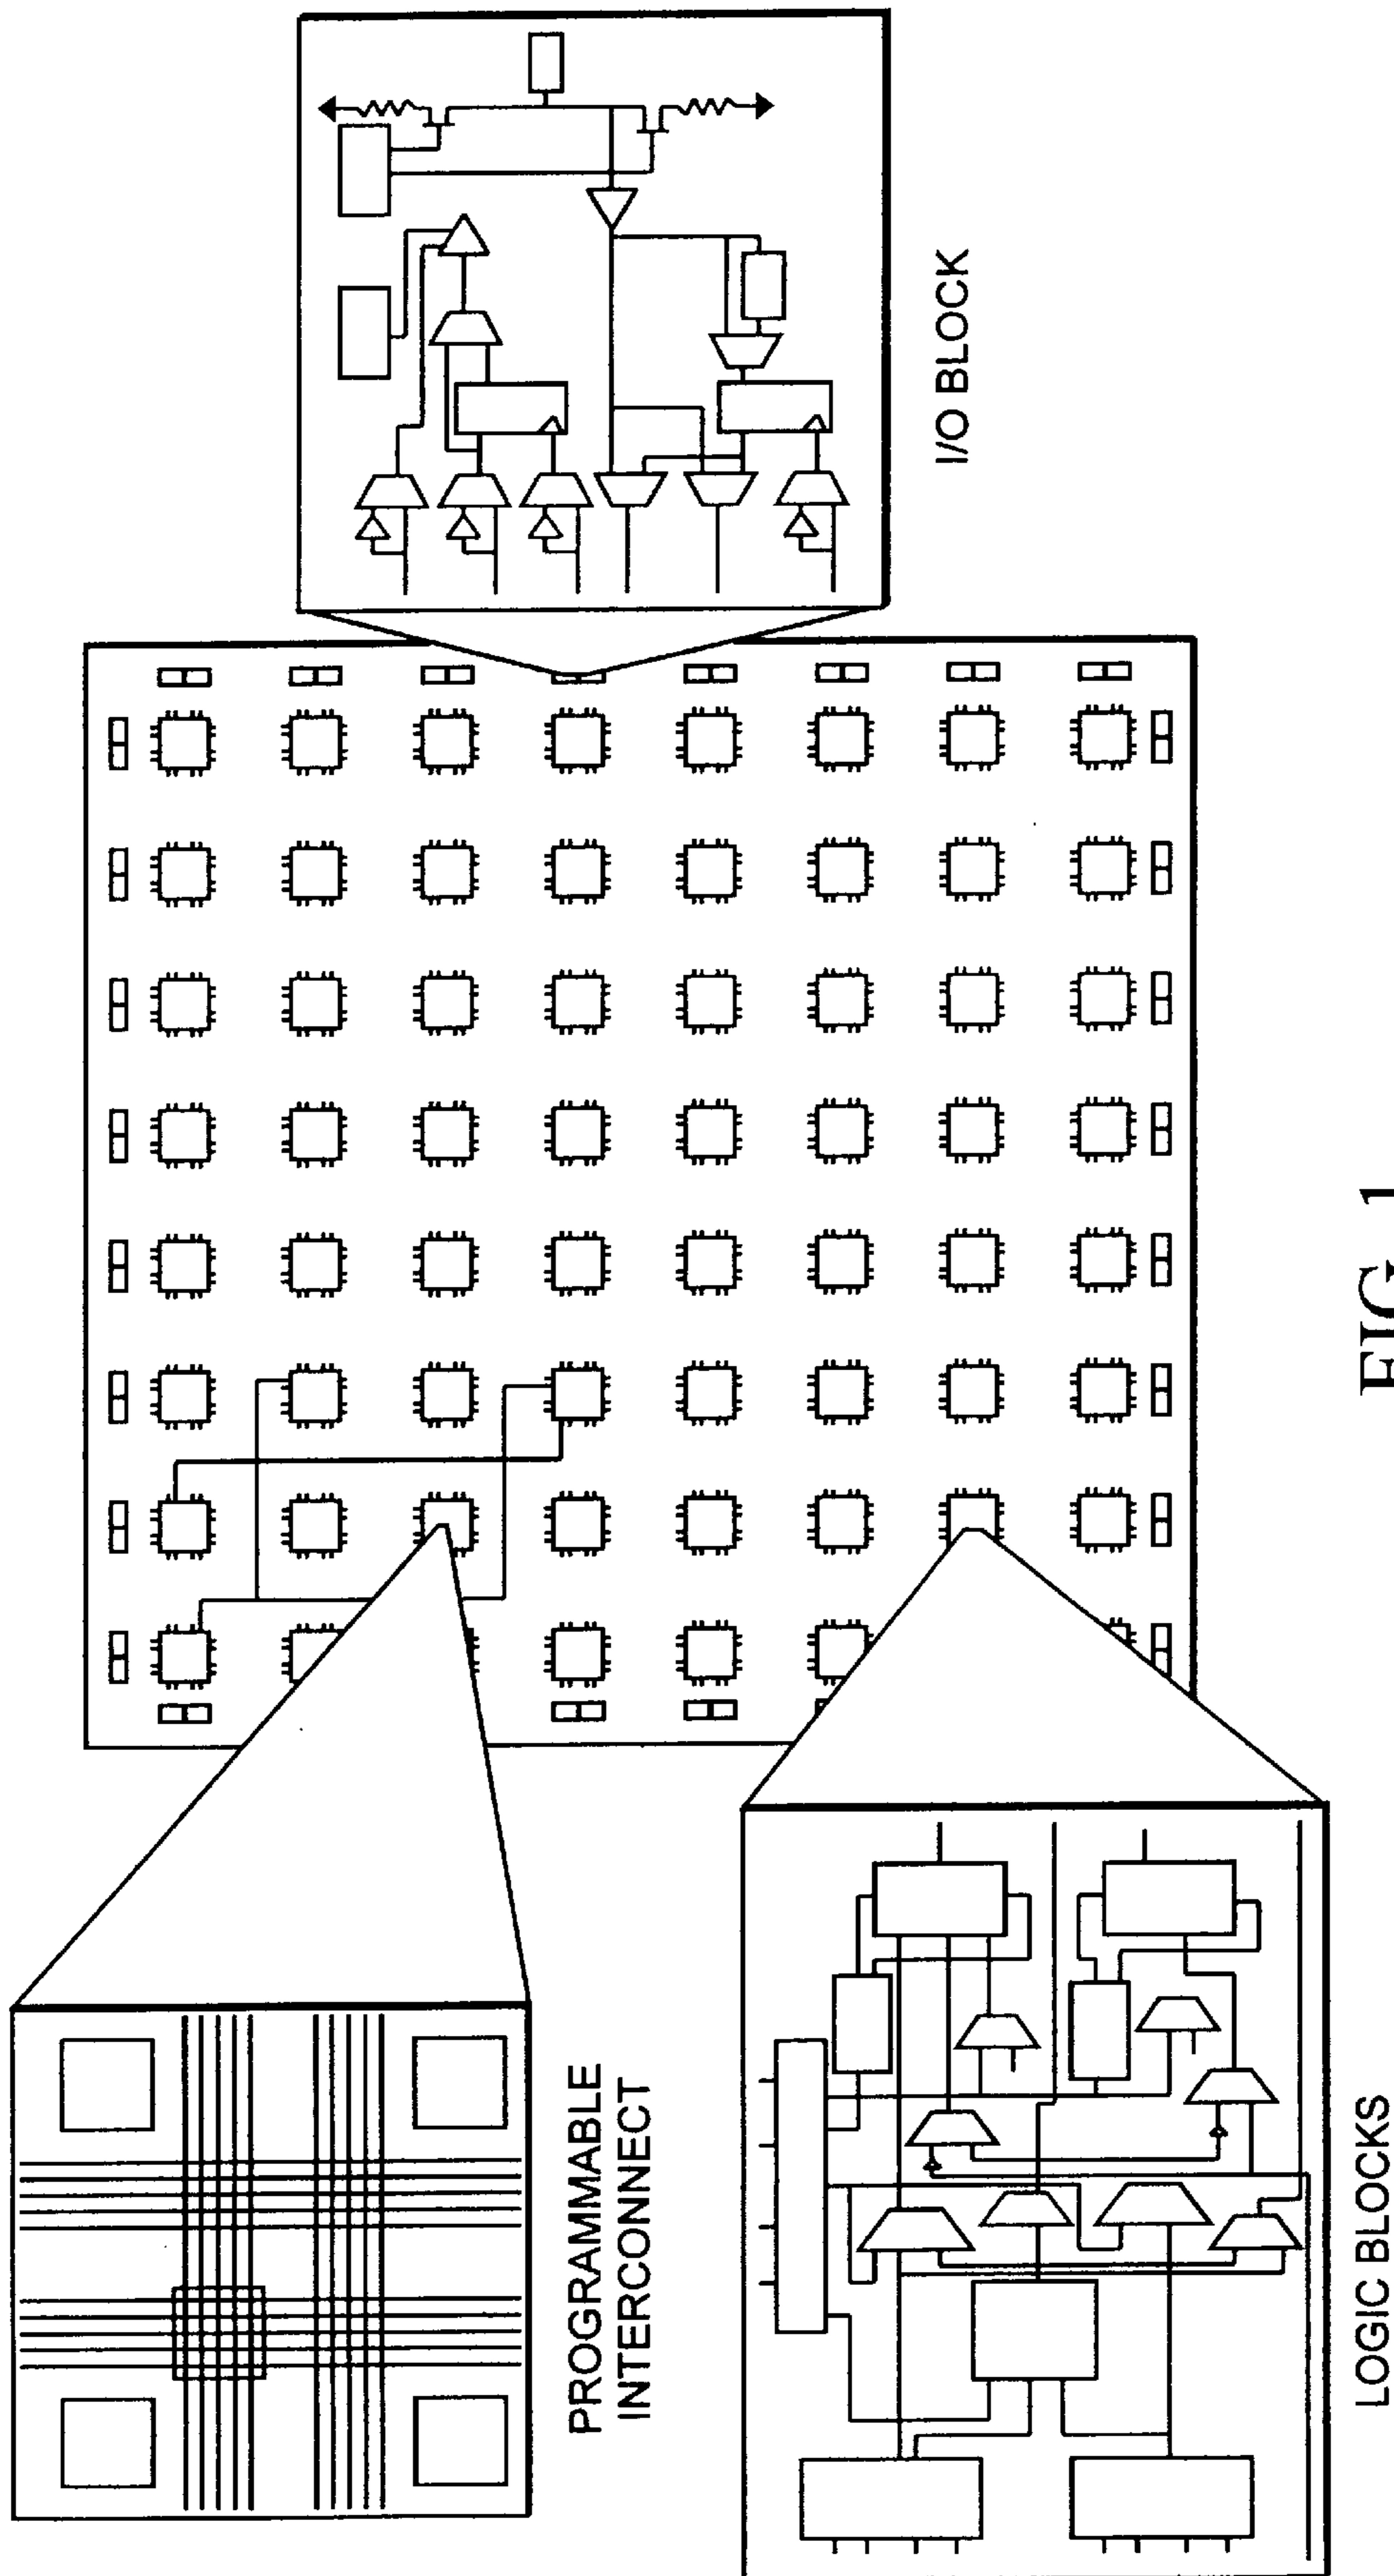 PROGRAMMABLE
INTERCONNECT
I/O BLOCK
LOGIC BLOCKS
FIG. 1